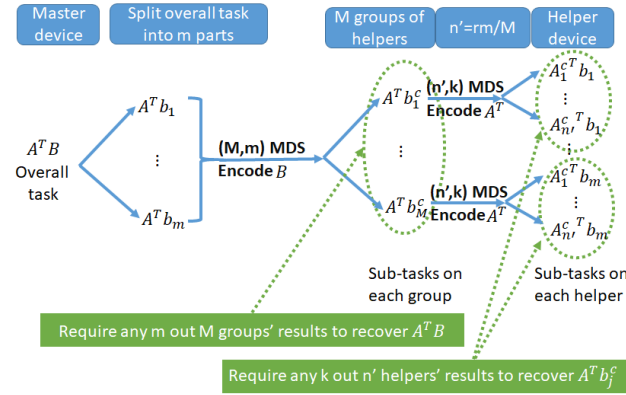 Master
device
Split overall task
into m parts
M groups of
helpers
n'=rm/M
Helper
device
A^T B
Overall
task
A^T b_1
⋮
A^T b_m
(M,m) MDS
Encode B
A^T b_1^c
⋮
A^T b_M^c
(n',k) MDS
Encode A^T
(n',k) MDS
Encode A^T
A_1^{c T} b_1
⋮
A_{n'}^{c T} b_1
⋮
A_1^{c T} b_m
⋮
A_{n'}^{c T} b_m
Sub-tasks on
each group
Sub-tasks on
each helper
Require any m out M groups' results to recover A^T B
Require any k out n' helpers' results to recover A^T b_j^c